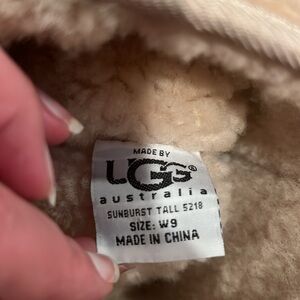 MADE BY
UGG®
australia
SUNBURST TALL 5218
SIZE: W9
MADE IN CHINA